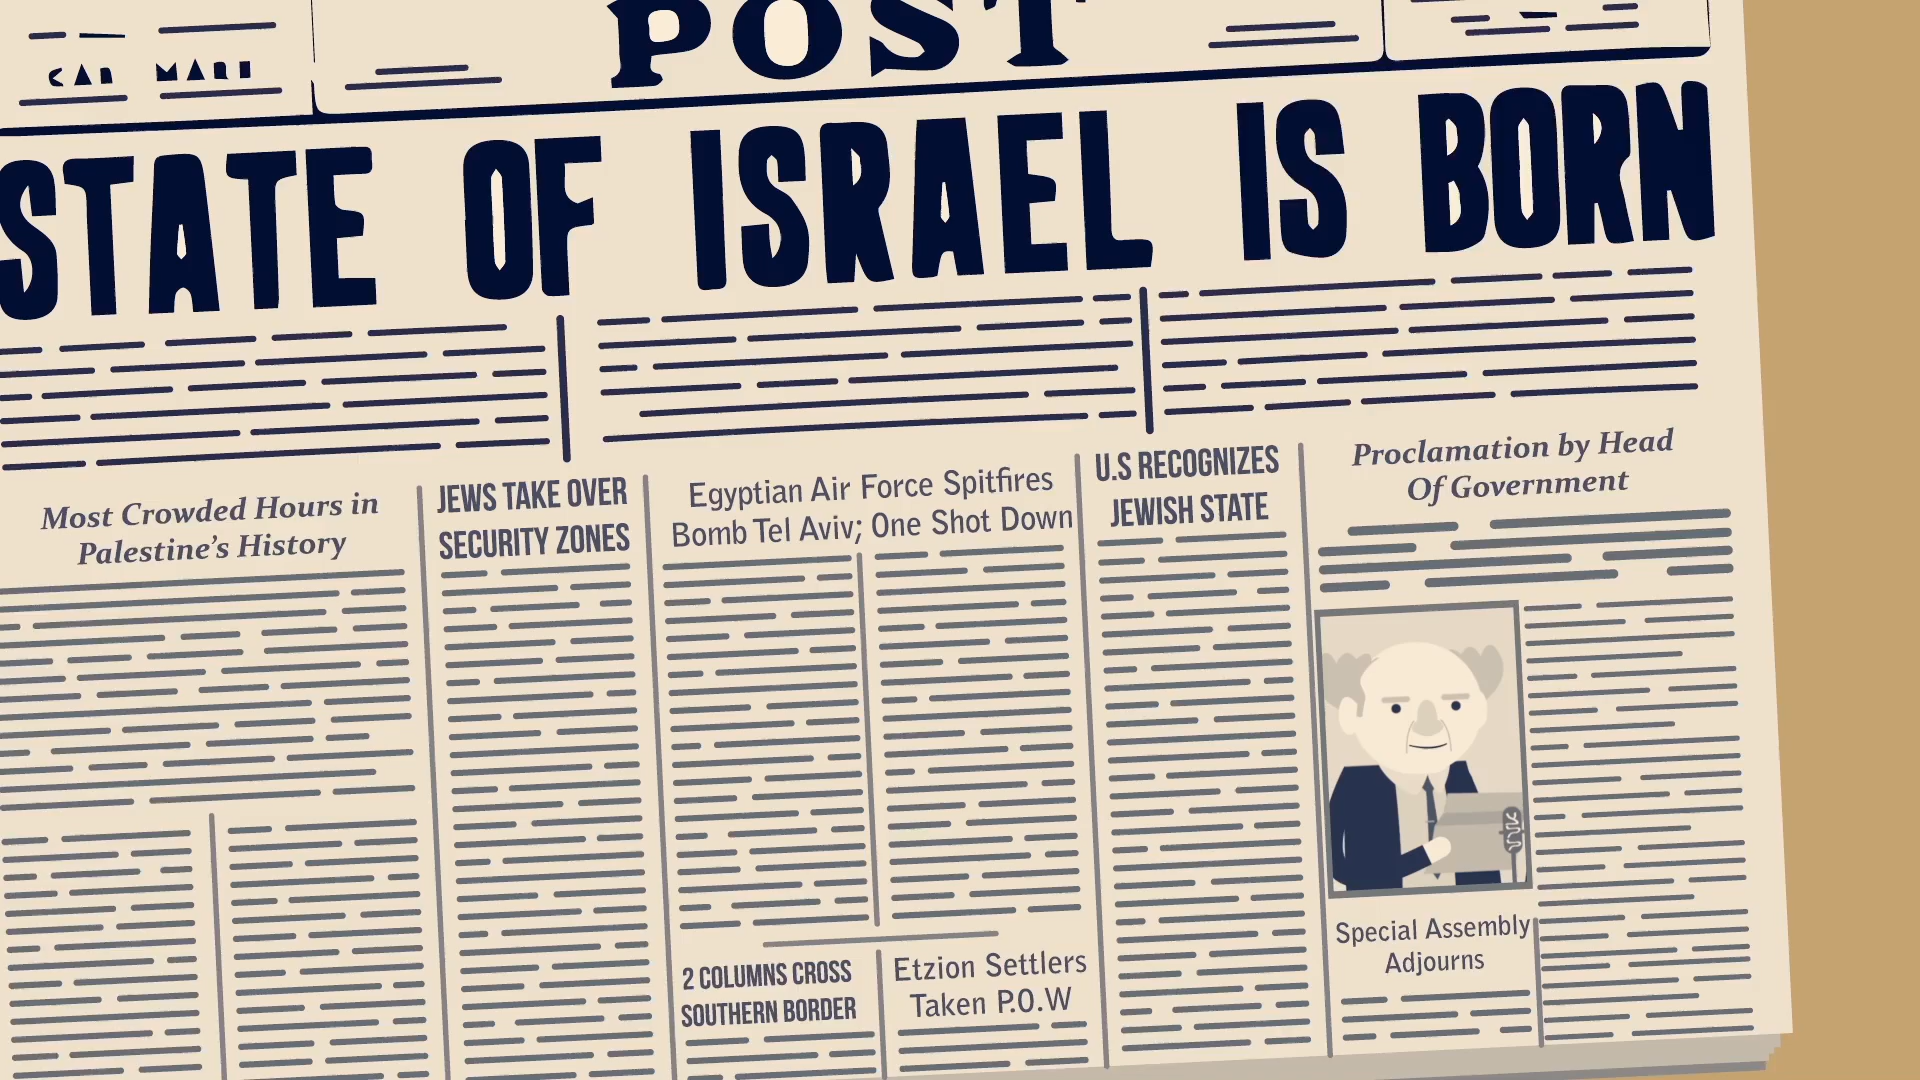 POST
STATE OF ISRAEL IS BORN
Most Crowded Hours in
Palestine's History
JEWS TAKE OVER
SECURITY ZONES
Egyptian Air Force Spitfires
Bomb Tel Aviv; One Shot Down
U.S RECOGNIZES
JEWISH STATE
Proclamation by Head
Of Government
2 COLUMNS CROSS
SOUTHERN BORDER
Etzion Settlers
Taken P.O.W
Special Assembly
Adjourns